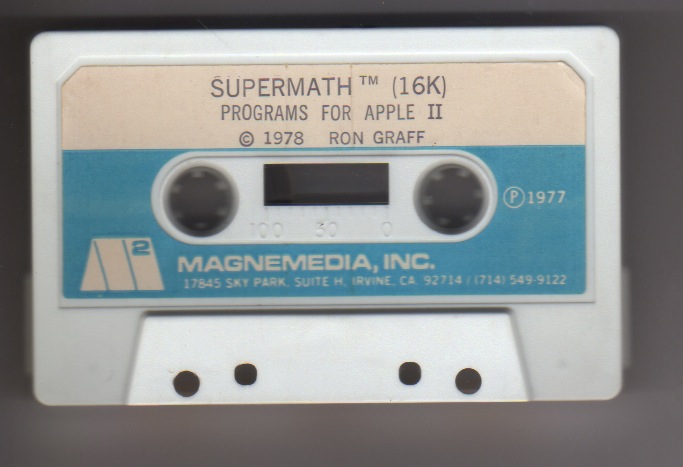 SUPERMATH™ (16K)
PROGRAMS FOR APPLE II
© 1978 RON GRAFF
100 50 0
Ⓟ1977
M2
MAGNEMEDIA, INC.
17845 SKY PARK, SUITE H, IRVINE, CA. 92714 / (714) 549-9122